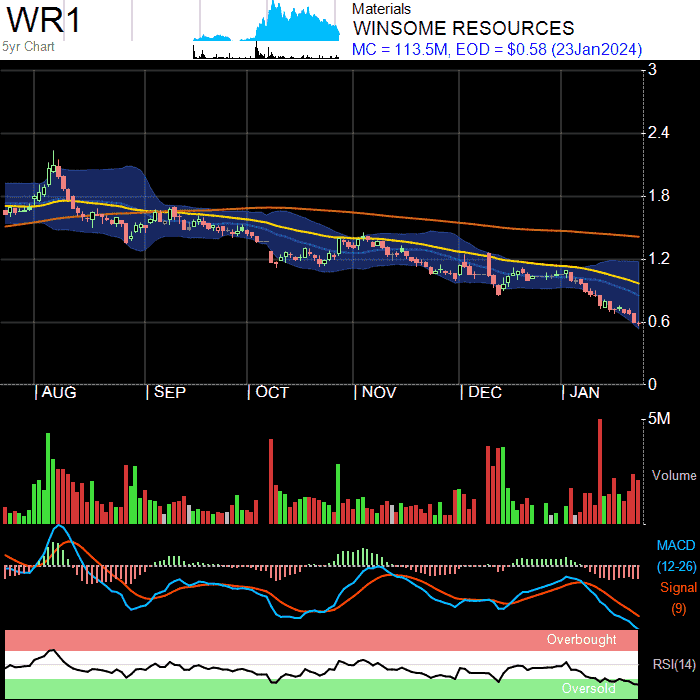 WR1
5yr Chart
Materials
WINSOME RESOURCES
MC = 113.5M, EOD = $0.58 (23Jan2024)
3
2.4
1.8
1.2
0.6
0
AUG SEP OCT NOV DEC JAN
5M
Volume
MACD
(12-26)
Signal
(9)
Overbought
RSI(14)
Oversold